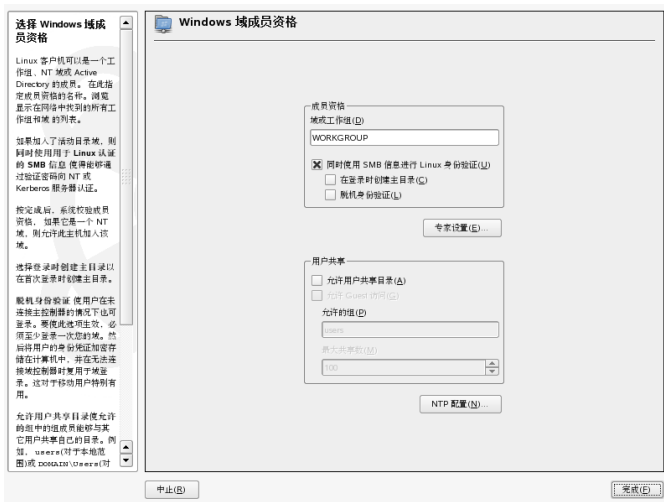 选择 Windows 域成
员资格
Linux 客户机可以是一个工
作组、NT 域或 Active
Directory 的成员。 在此指
定成员资格的名称。浏览
显示在网络中找到的所有工
作组和域 的列表。
如果加入了活动目录域，则
同时使用用于 Linux 认证
的 SMB 信息 使得能够通
过验证密码向 NT 或
Kerberos 服务器认证。
按完成后，系统校验成员
资格， 如果它是一个 NT
域，则允许此主机加入该
域。
选择登录时创建主目录以
在首次登录时创建主目录。
脱机身份验证 使用户在未
连接主控制器的情况下也可
登录。要使此选项生效，必
须至少登录一次您的域。然
后将用户的身份凭证加密存
储在计算机中，并在无法连
接域控制器时复用于域登
录。这对于移动用户特别有
用。
允许用户共享目录使允许
的组中的组成员能够与其
它用户共享自己的目录。例
如， users(对于本地范
围)或 DOMAIN\Users(对
Windows 域成员资格
成员资格
域或工作组(D)
WORKGROUP
同时使用 SMB 信息进行 Linux 身份验证(U)
在登录时创建主目录(C)
脱机身份验证(L)
专家设置(E)...
用户共享
允许用户共享目录(A)
允许 Guest 访问(G)
允许的组(P)
users
最大共享数(M)
100
NTP 配置(N)...
中止(R)
完成(F)